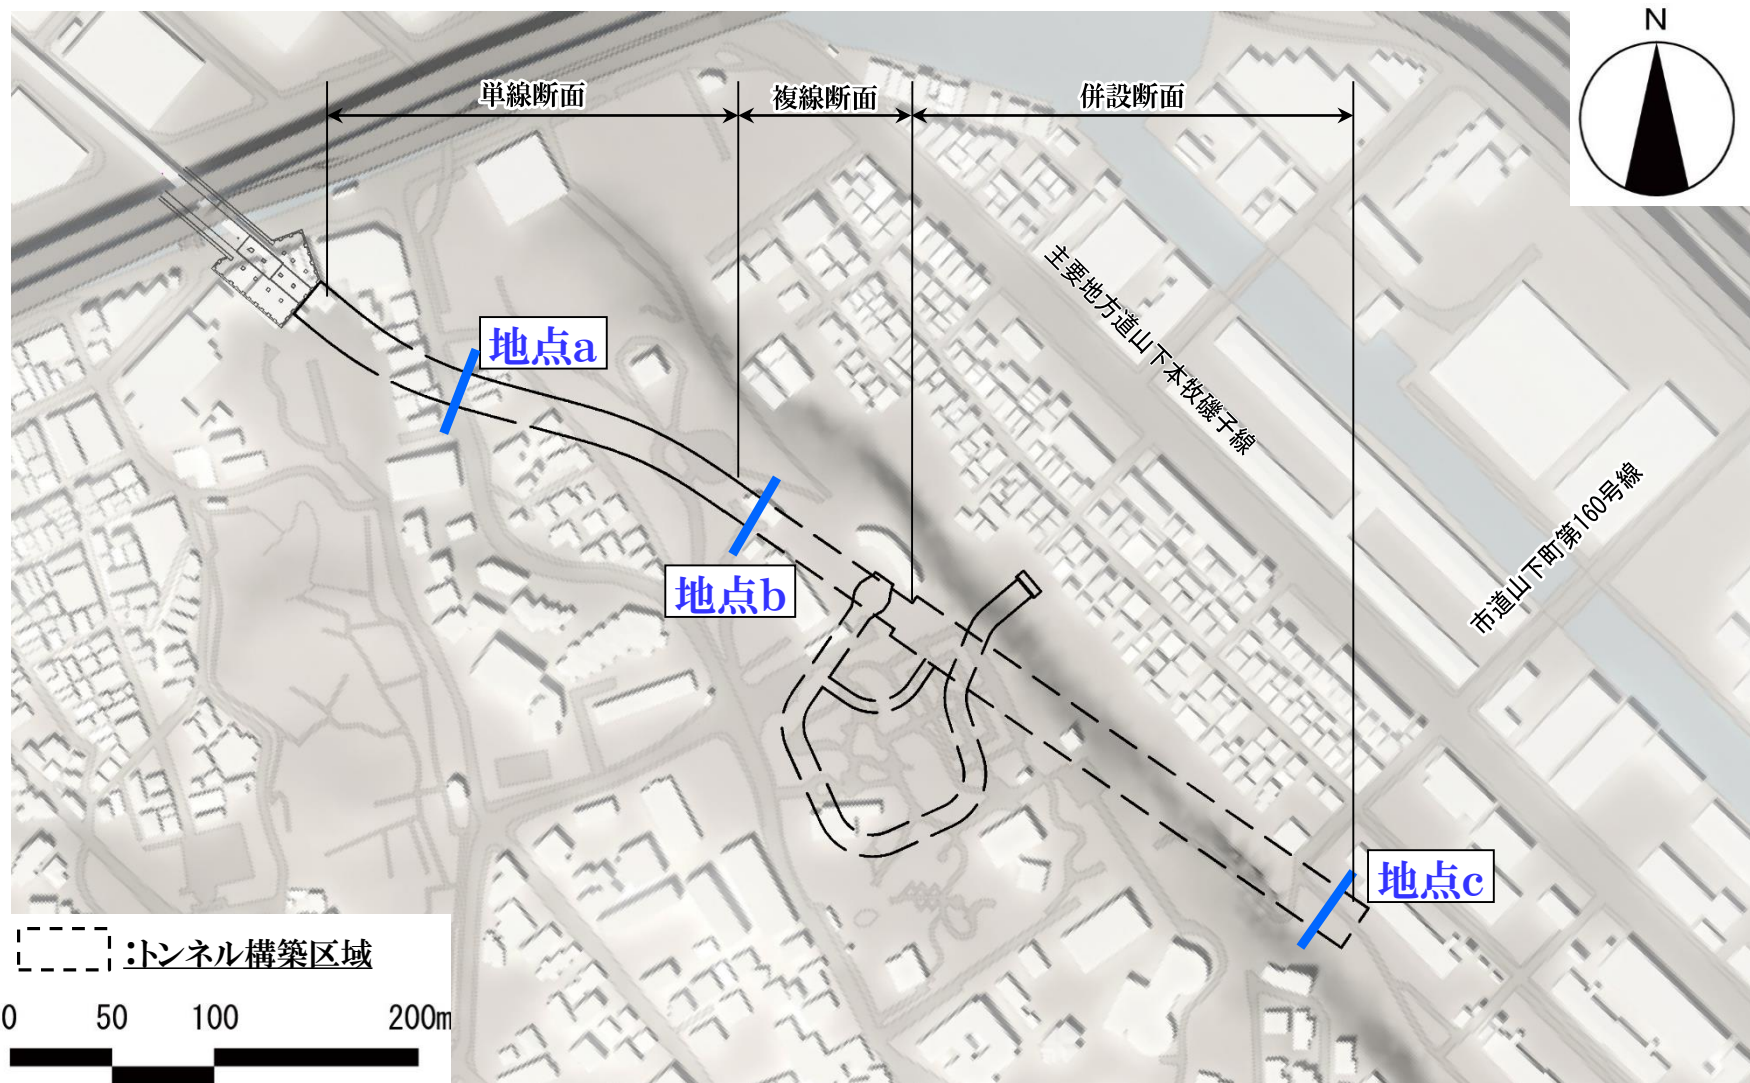 N
単線断面
複線断面
併設断面
主要地方道山下本牧磯子線
地点a
市道山下町第160号線
地点b
地点c
:トンネル構築区域
0 50 100 200m